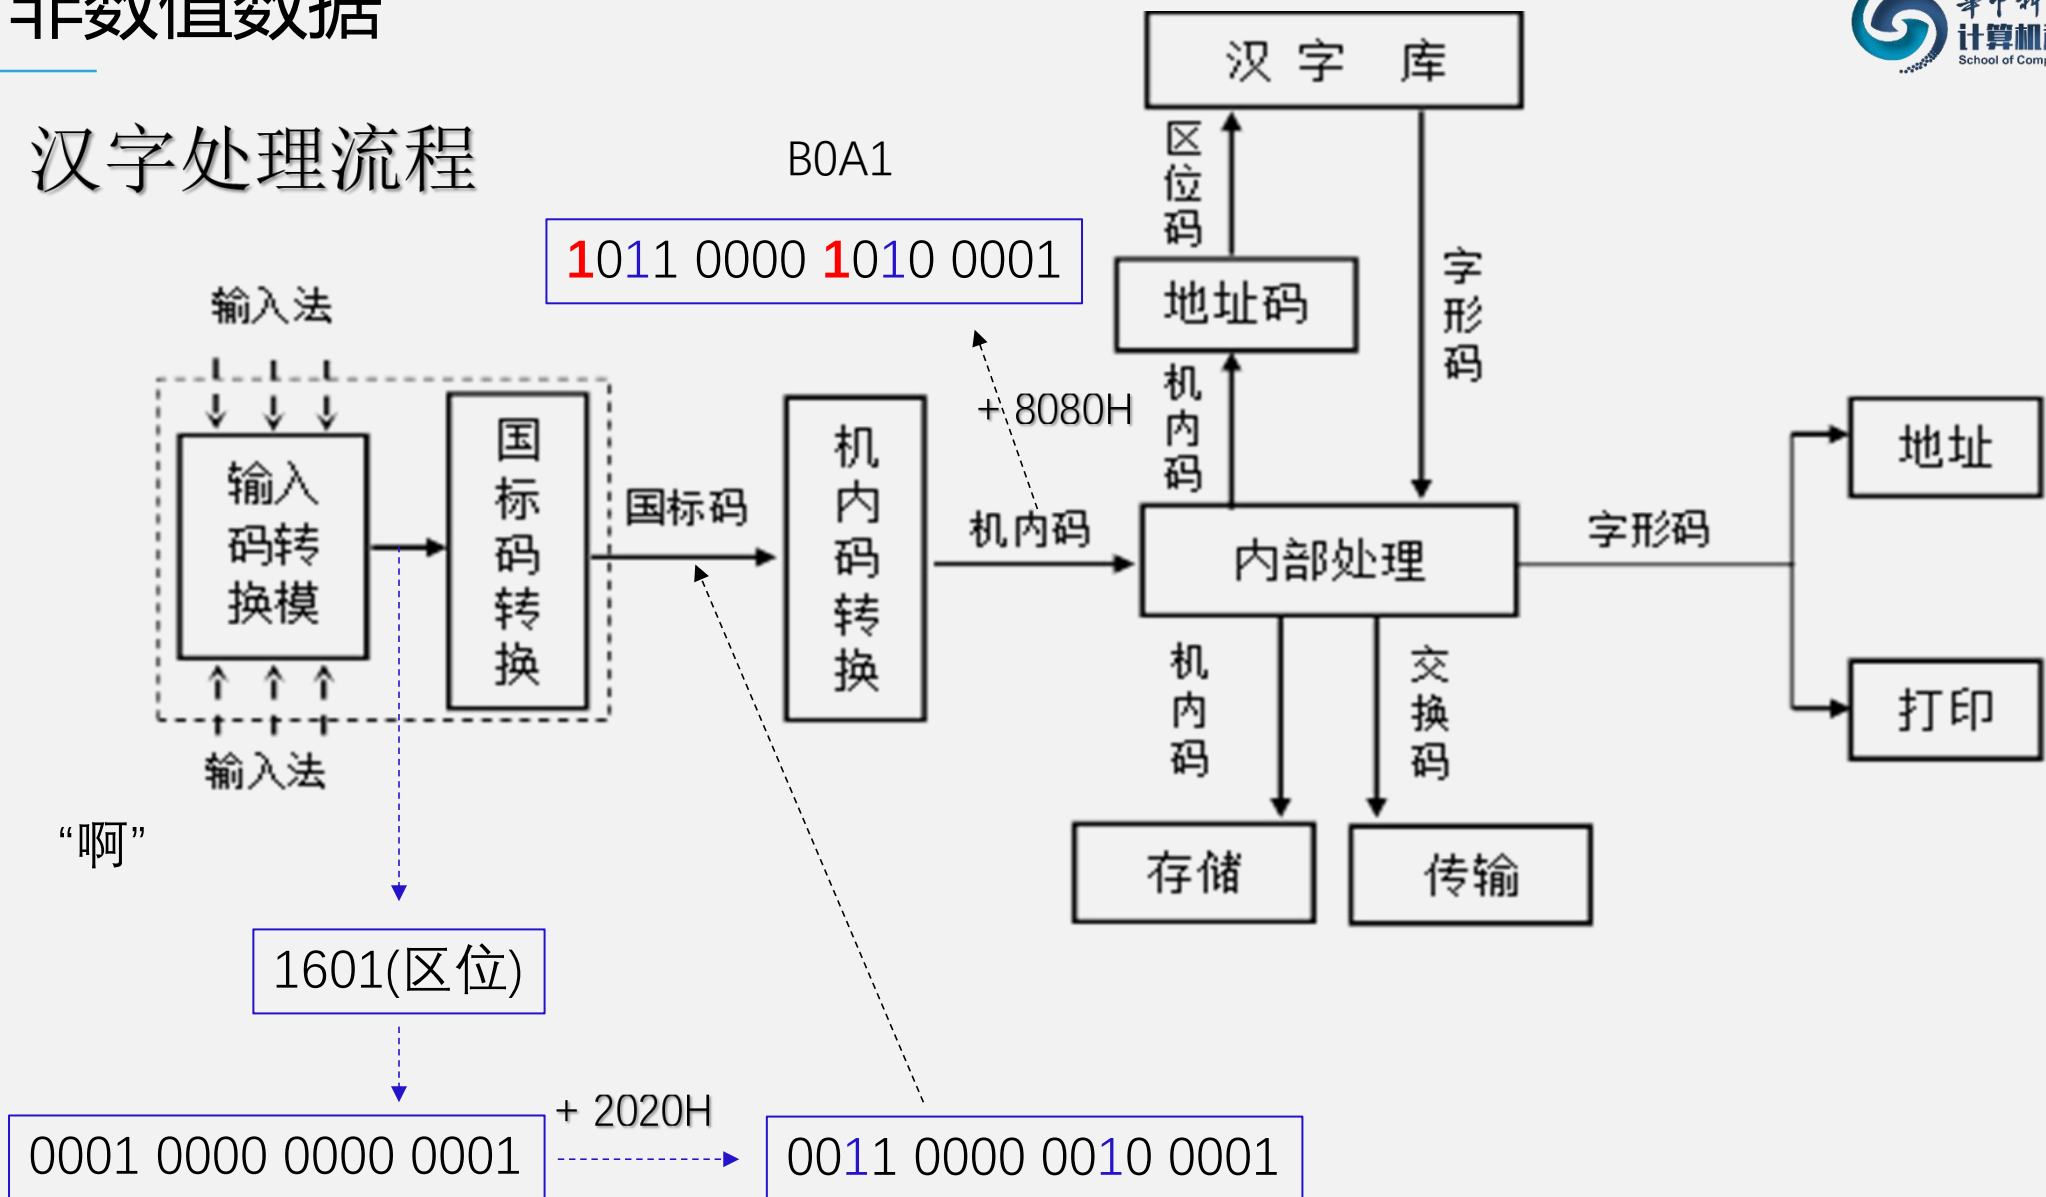 非数值数据
计算机
School of Comp
汉字处理流程
B0A1
1011 0000 1010 0001
汉字 库
区位码
字形码
地址码
机内码
+ 8080H
输入法
输入码转换模
国标码转换
国标码
机内码转换
机内码
内部处理
字形码
地址
打印
输入法
机内码
交换码
存储
传输
“啊”
1601(区位)
+ 2020H
0001 0000 0000 0001
0011 0000 0010 0001